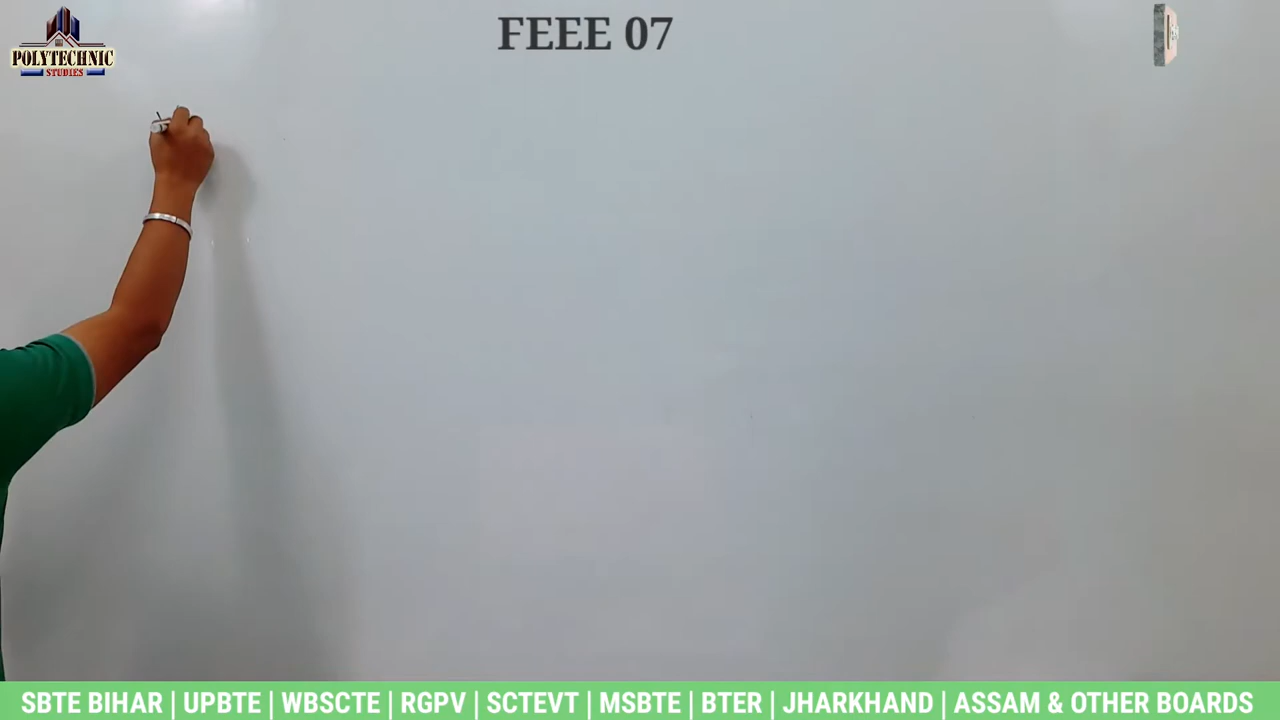 FEEE 07
POLYTECHNIC
STUDIES
SBTE BIHAR | UPBTE | WBSCTE | RGPV | SCTEVT | MSBTE | BTER | JHARKHAND | ASSAM & OTHER BOARDS